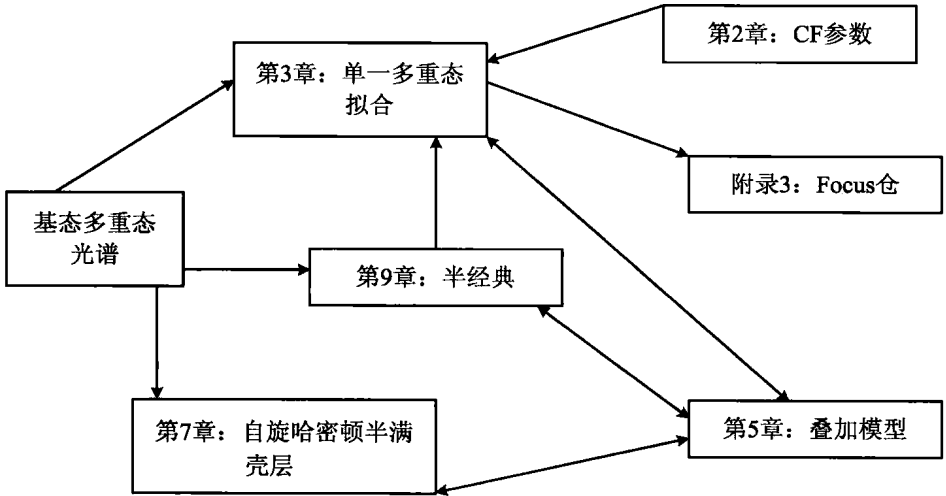 第2章：CF参数
第3章：单一多重态
拟合
附录3：Focus仓
基态多重态
光谱
第9章：半经典
第7章：自旋哈密顿半满
壳层
第5章：叠加模型